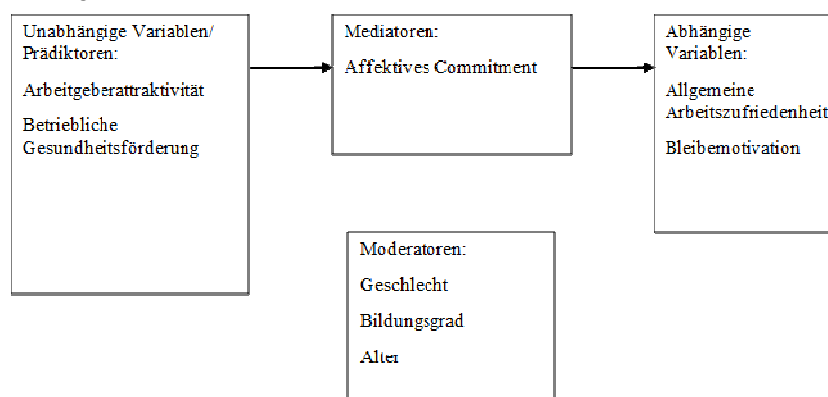 Unabhängige Variablen/
Prädiktoren:
Arbeitgeberattraktivität
Betriebliche
Gesundheitsförderung
Mediatoren:
Affektives Commitment
Abhängige
Variablen:
Allgemeine
Arbeitszufriedenheit
Bleibemotivation
Moderatoren:
Geschlecht
Bildungsgrad
Alter